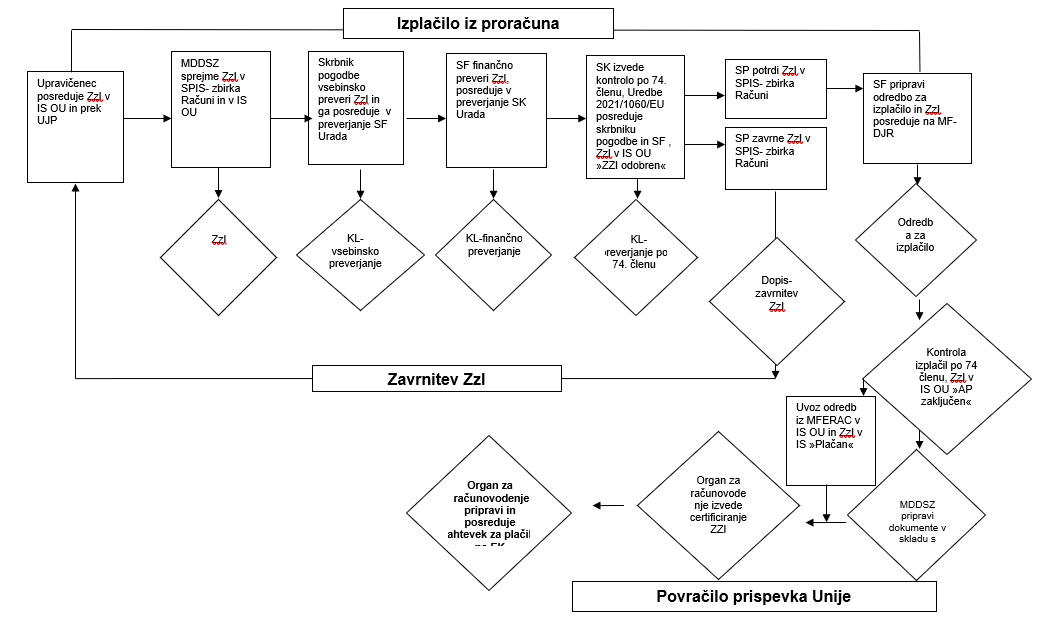 Izplačilo iz proračuna
Upravičenec
posreduje ZzI v
IS OU in prek
UJP
MDDSZ
sprejme ZzI v
SPIS- zbirka
Računi in v IS
OU
Skrbnik
pogodbe
vsebinsko
preveri ZzI in
ga posreduje v
preverjanje SF
Urada
SF finančno
preveri ZzI,
posreduje v
preverjanje SK
Urada
SK izvede
kontrolo po 74.
členu, Uredbe
2021/1060/EU
posreduje
skrbniku
pogodbe in SF ,
ZzI v IS OU
»ZZI odobren«
SP potrdi ZzI v
SPIS- zbirka
Računi
SP zavrne ZzI v
SPIS- zbirka
Računi
SF pripravi
odredbo za
izplačilo in ZzI
posreduje na MF-
DJR
ZzI
KL-
vsebinsko
preverjanje
KL-finančno
preverjanje
KL-
preverjanje po
74. členu
Dopis-
zavrnitev
ZzI
Odredb
a za
izplačilo
Kontrola
izplačil po 74
členu, ZzI v
IS OU »AP
zaključen«
Zavrnitev ZzI
Uvoz odredb
iz MFERAC v
IS OU in ZzI v
IS »Plačan«
MDDSZ
pripravi
dokumente v
skladu s
Organ za
računovode
nje izvede
certificiranje
ZZI
Organ za
računovodenje
pripravi in
posreduje
ahtevek za plačil
Povračilo prispevka Unije